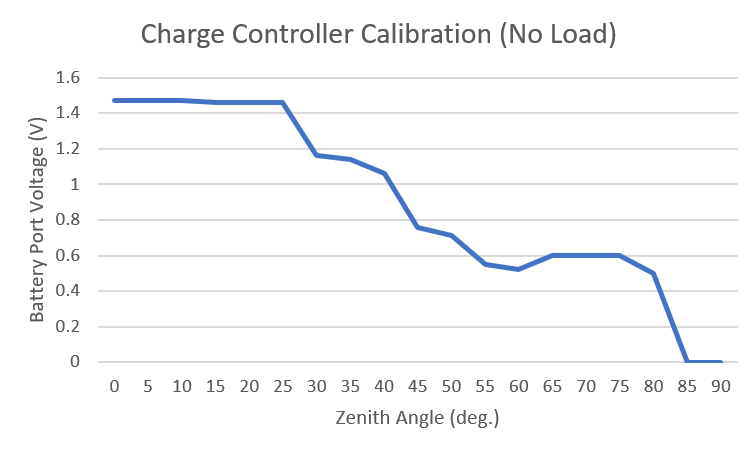 Charge Controller Calibration (No Load)
Battery Port Voltage (V)
1.6
1.4
1.2
1
0.8
0.6
0.4
0.2
0
0 5 10 15 20 25 30 35 40 45 50 55 60 65 70 75 80 85 90
Zenith Angle (deg.)